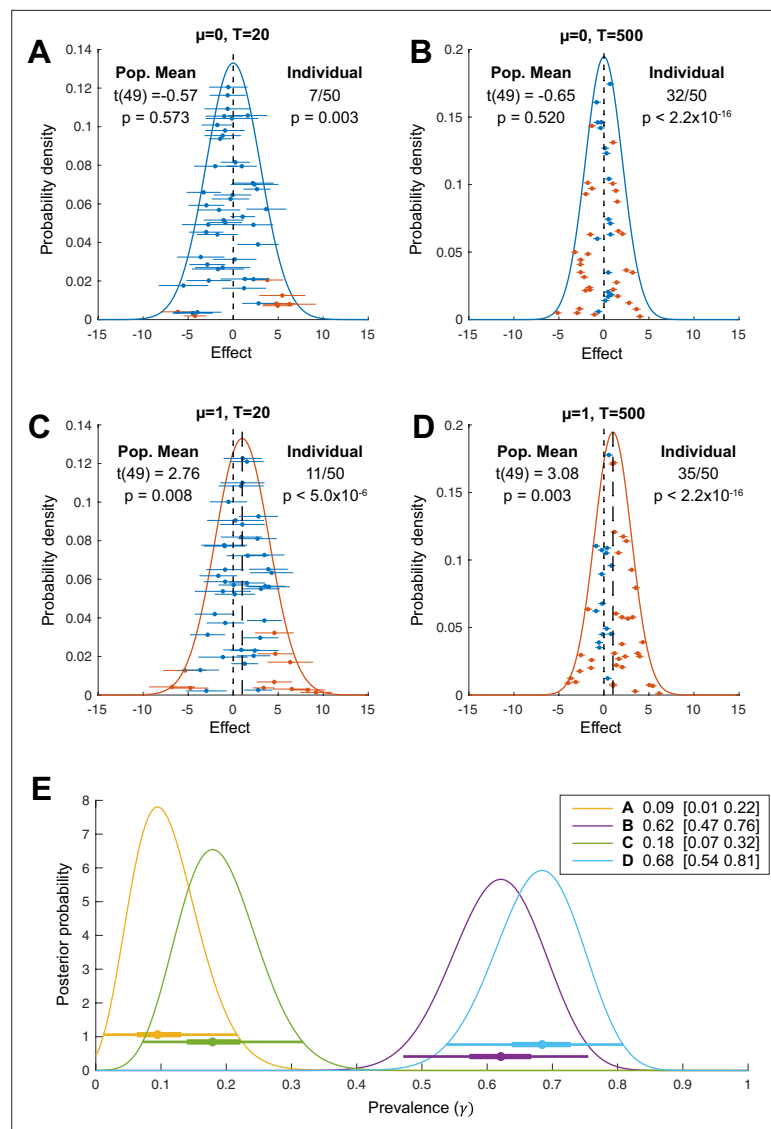 A
μ=0, T=20
Pop. Mean
t(49) =-0.57
p = 0.573
Individual
7/50
p = 0.003
Probability density
0.14
0.12
0.1
0.08
0.06
0.04
0.02
0
-15 -10 -5 0 5 10 15
Effect
B
μ=0, T=500
Pop. Mean
t(49) = -0.65
p = 0.520
Individual
32/50
p < 2.2x10⁻¹⁶
Probability density
0.2
0.15
0.1
0.05
0
-15 -10 -5 0 5 10 15
Effect
C
μ=1, T=20
Pop. Mean
t(49) = 2.76
p = 0.008
Individual
11/50
p < 5.0x10⁻⁶
Probability density
0.14
0.12
0.1
0.08
0.06
0.04
0.02
0
-15 -10 -5 0 5 10 15
Effect
D
μ=1, T=500
Pop. Mean
t(49) = 3.08
p = 0.003
Individual
35/50
p < 2.2x10⁻¹⁶
Probability density
0.2
0.15
0.1
0.05
0
-15 -10 -5 0 5 10 15
Effect
E
A 0.09 [0.01 0.22]
B 0.62 [0.47 0.76]
C 0.18 [0.07 0.32]
D 0.68 [0.54 0.81]
Posterior probability
8
7
6
5
4
3
2
1
0
0 0.1 0.2 0.3 0.4 0.5 0.6 0.7 0.8 0.9 1
Prevalence (γ)